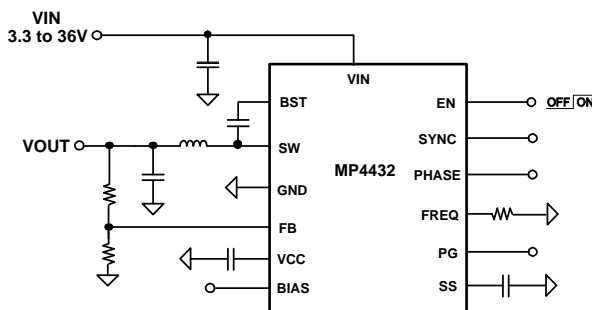 VIN
3.3 to 36V
VIN
BST
EN
OFF ON
SYNC
VOUT
SW
MP4432
PHASE
GND
FREQ
FB
PG
VCC
SS
BIAS